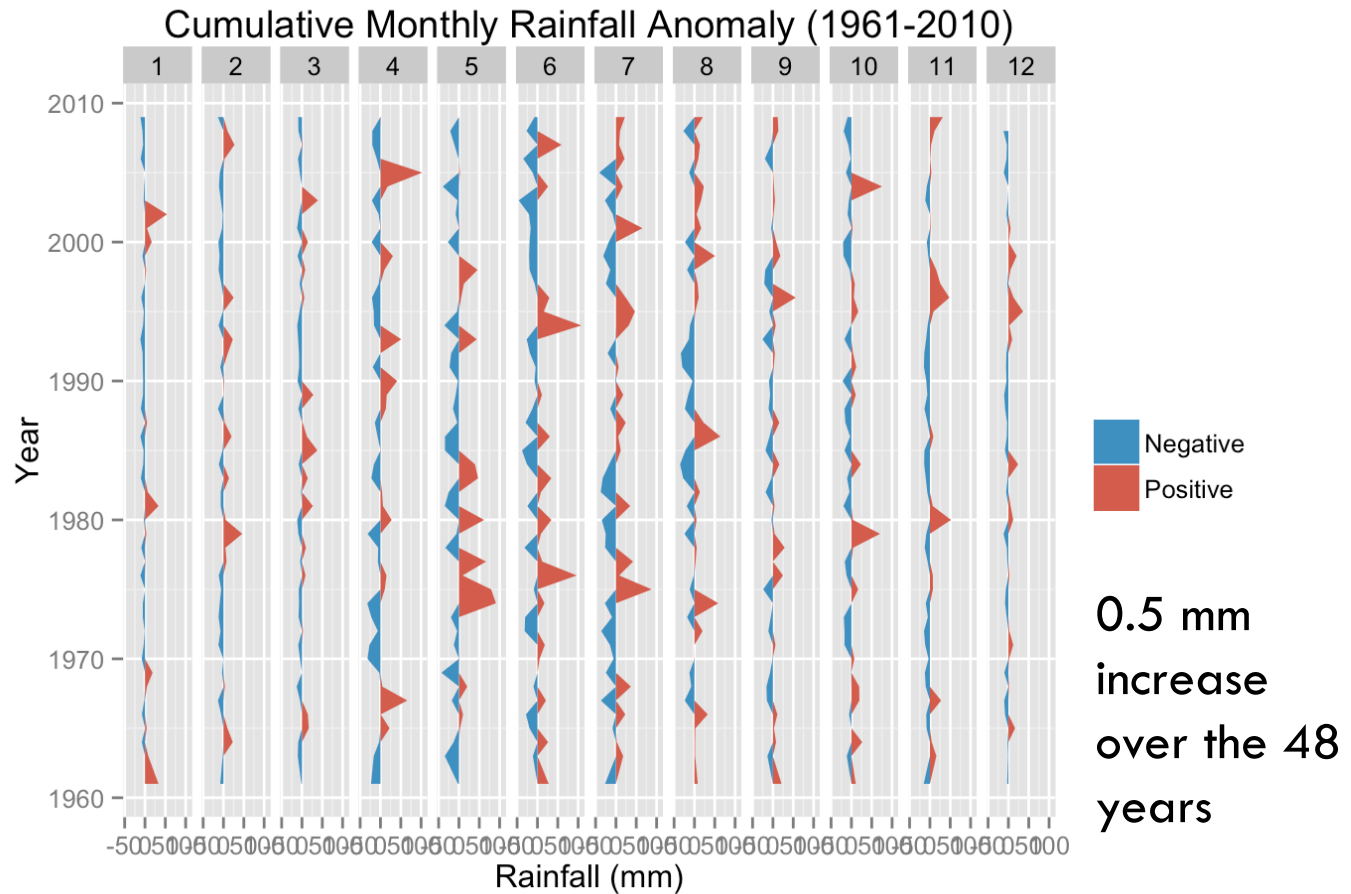 Cumulative Monthly Rainfall Anomaly (1961-2010)
1 2 3 4 5 6 7 8 9 10 11 12
2010
2000
1990
1980
1970
1960
Year
Rainfall (mm)
Negative
Positive
0.5 mm
increase
over the 48
years